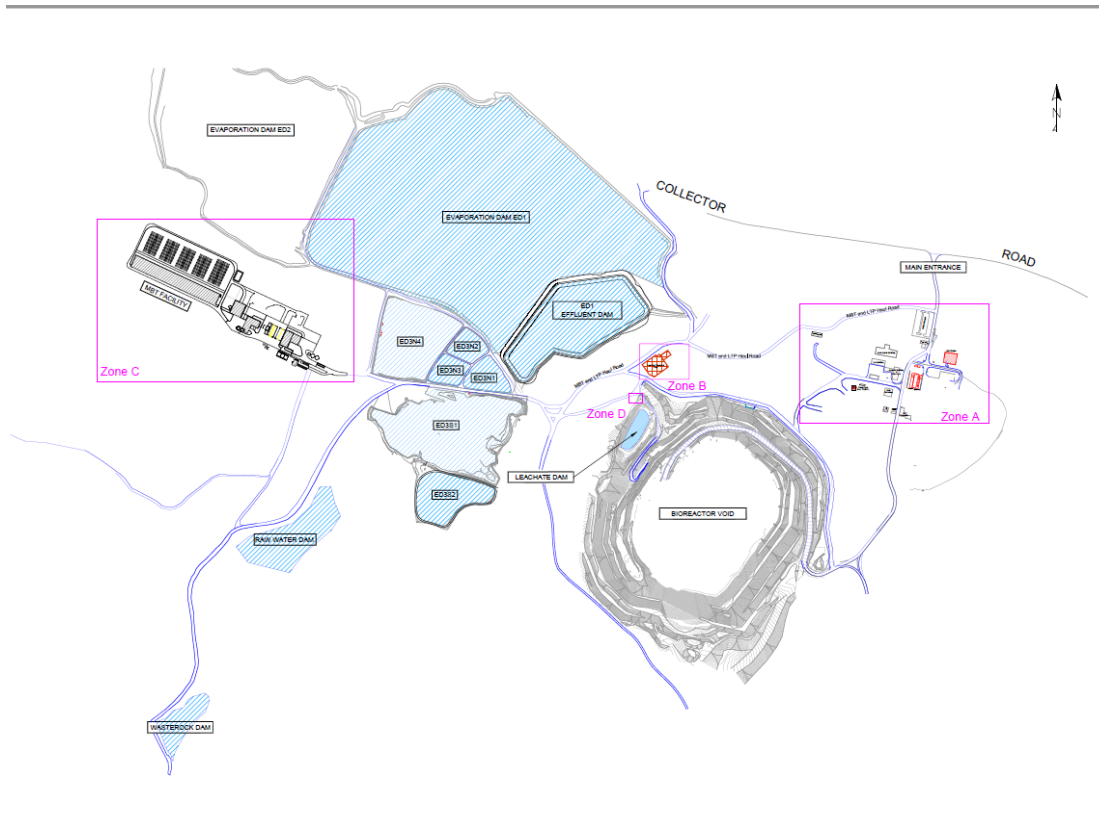 N
EVAPORATION DAM ED2
COLLECTOR
EVAPORATION DAM ED1
ROAD
MAIN ENTRANCE
MBT FACILITY
ED1
EFFLUENT DAM
MBT and LTP Haul Road
ED3N4
ED3N2
MBT and LTP Haul Road
Zone C
ED3N3
ED3N1
MBT and LTP Haul Road
Zone B
Zone D
Zone A
ED3S1
LEACHATE DAM
ED3S2
BIOREACTOR VOID
RAW WATER DAM
WASTEROCK DAM